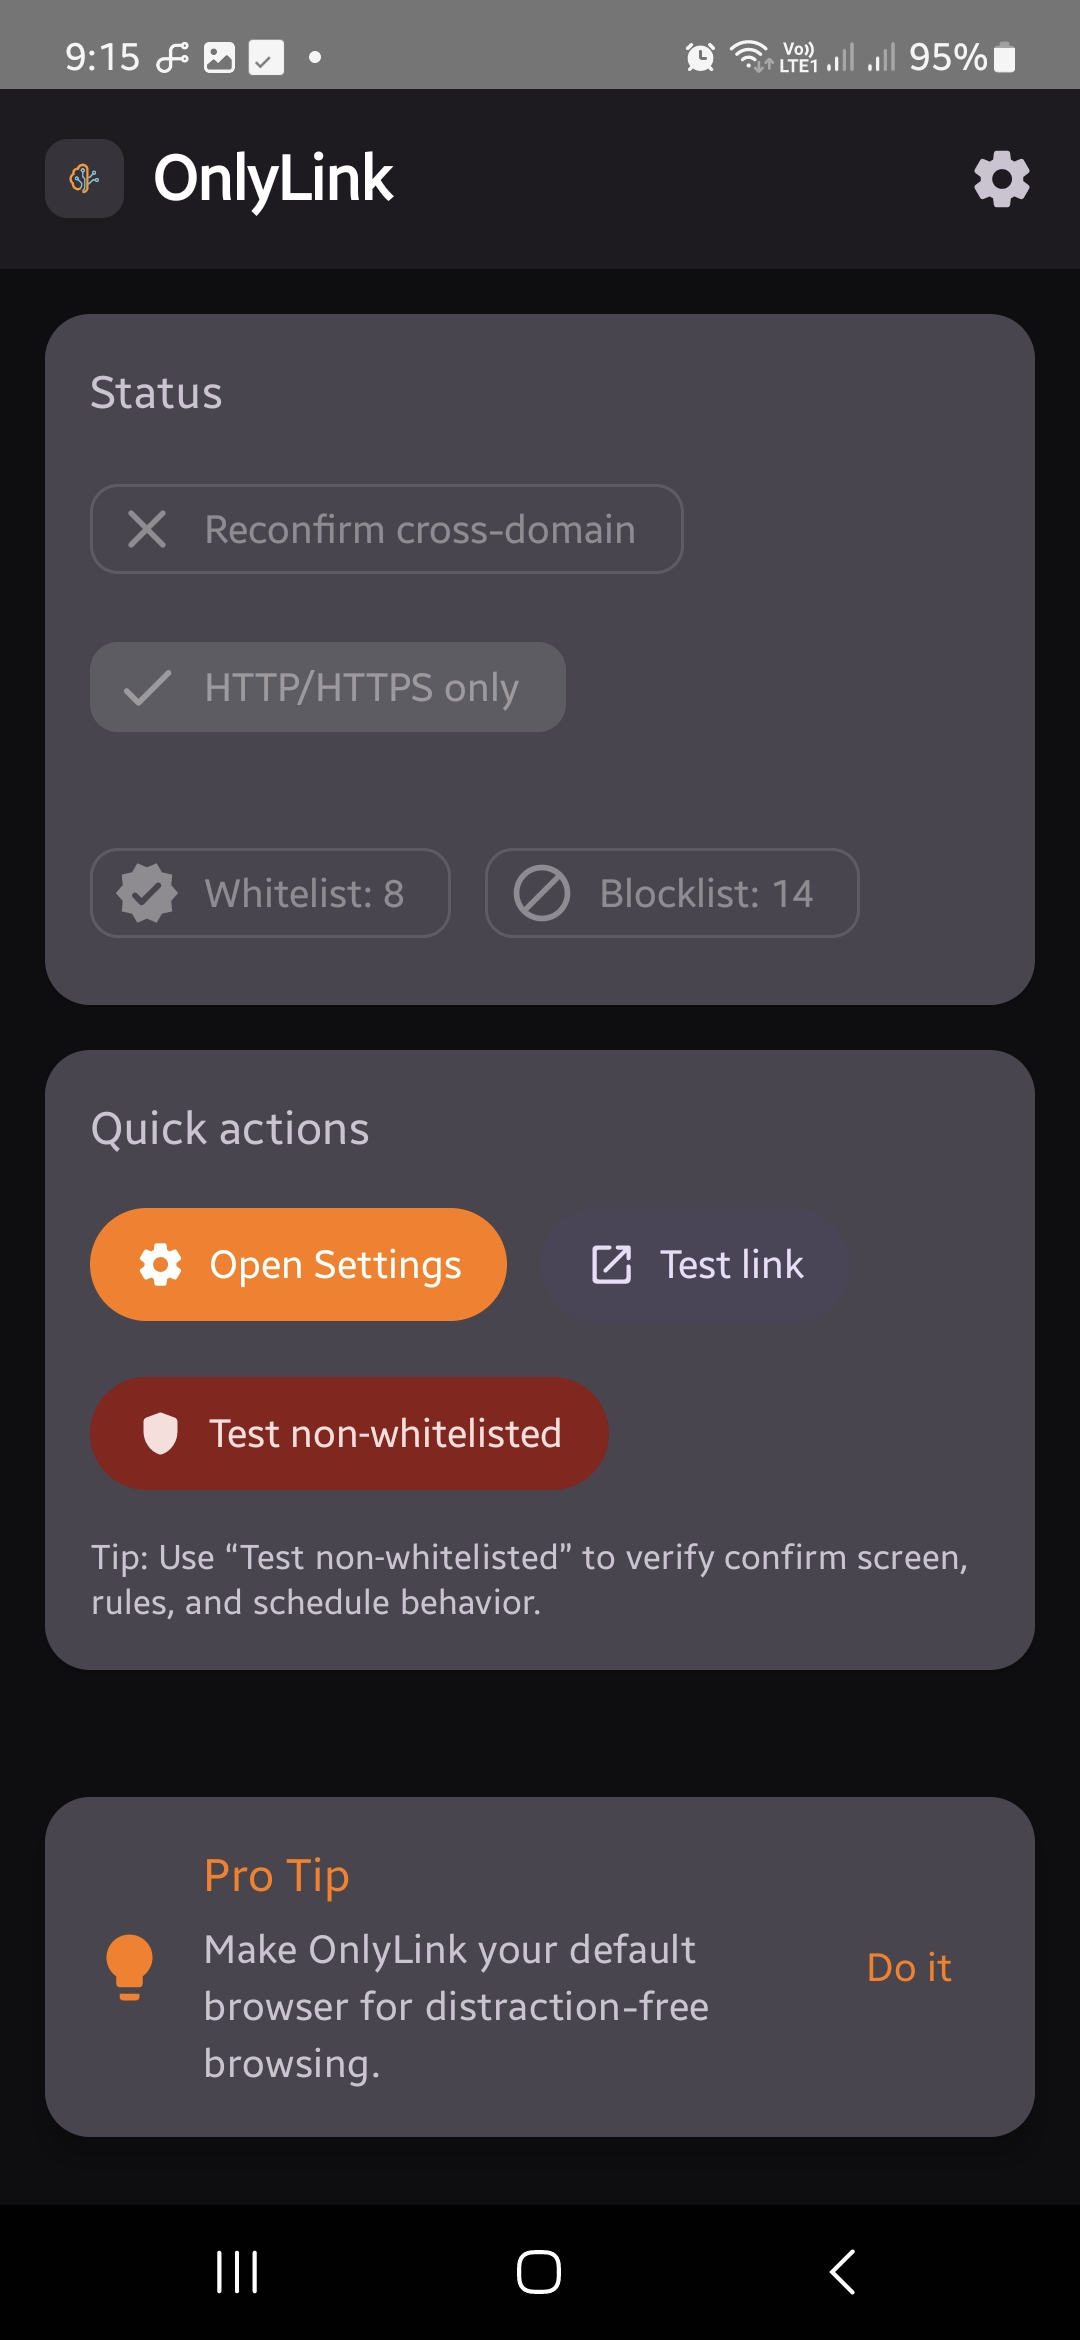 9:15
Vo)) LTE1 95%
OnlyLink
Status
Reconfirm cross-domain
HTTP/HTTPS only
Whitelist: 8 Blocklist: 14
Quick actions
Open Settings Test link
Test non-whitelisted
Tip: Use “Test non-whitelisted” to verify confirm screen,
rules, and schedule behavior.
Pro Tip
Make OnlyLink your default
browser for distraction-free
browsing.
Do it